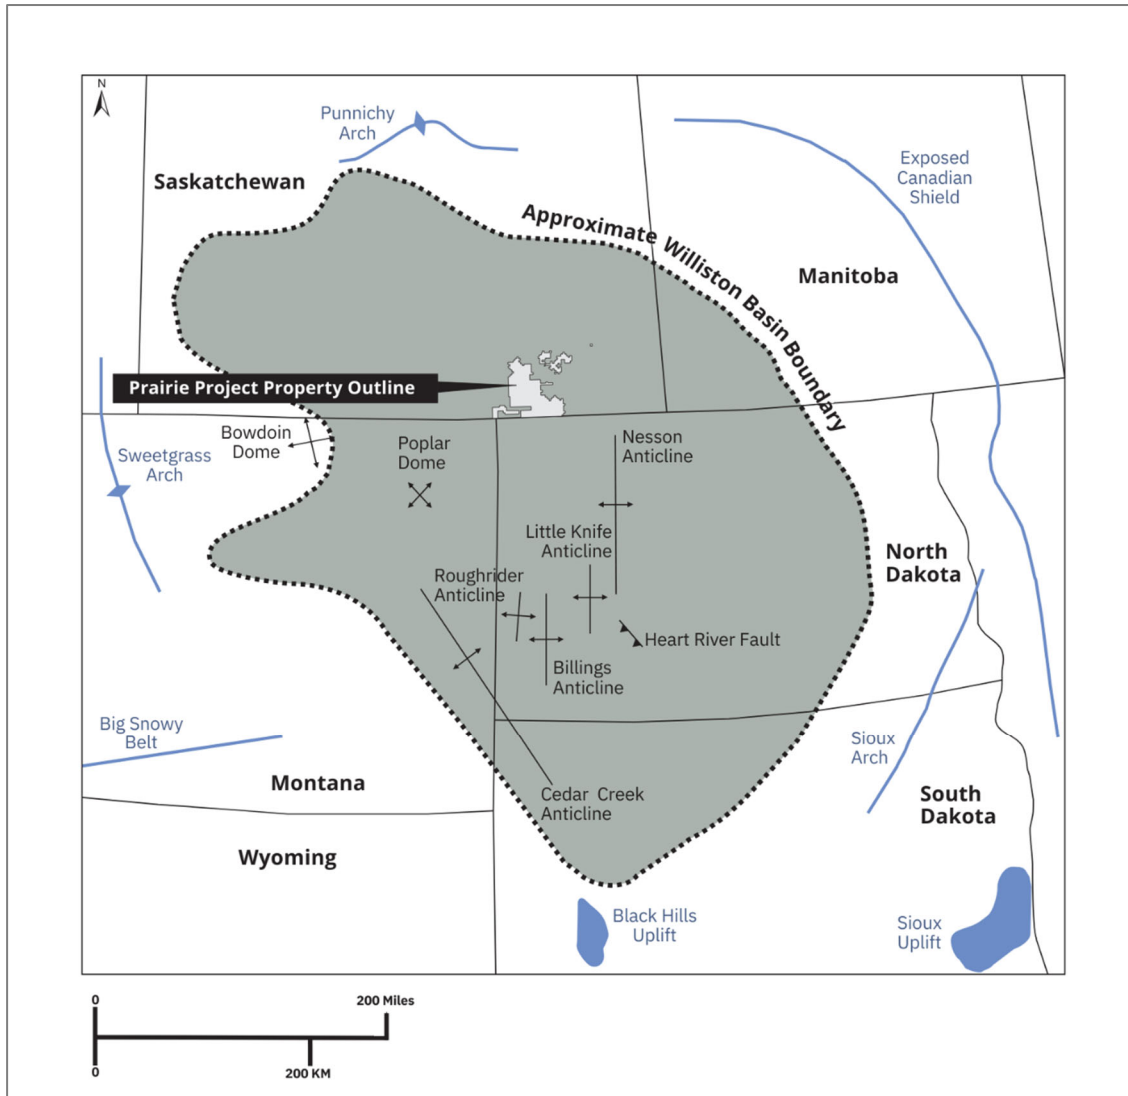 N
Punnichy
Arch
Saskatchewan
Exposed
Canadian
Shield
Approximate Williston Basin Boundary
Manitoba
Prairie Project Property Outline
Bowdoin
Dome
Poplar
Dome
Nesson
Anticline
Sweetgrass
Arch
Little Knife
Anticline
North
Dakota
Roughrider
Anticline
Heart River Fault
Billings
Anticline
Big Snowy
Belt
Sioux
Arch
Montana
Cedar Creek
Anticline
South
Dakota
Wyoming
Black Hills
Uplift
Sioux
Uplift
0
200 Miles
0
200 KM